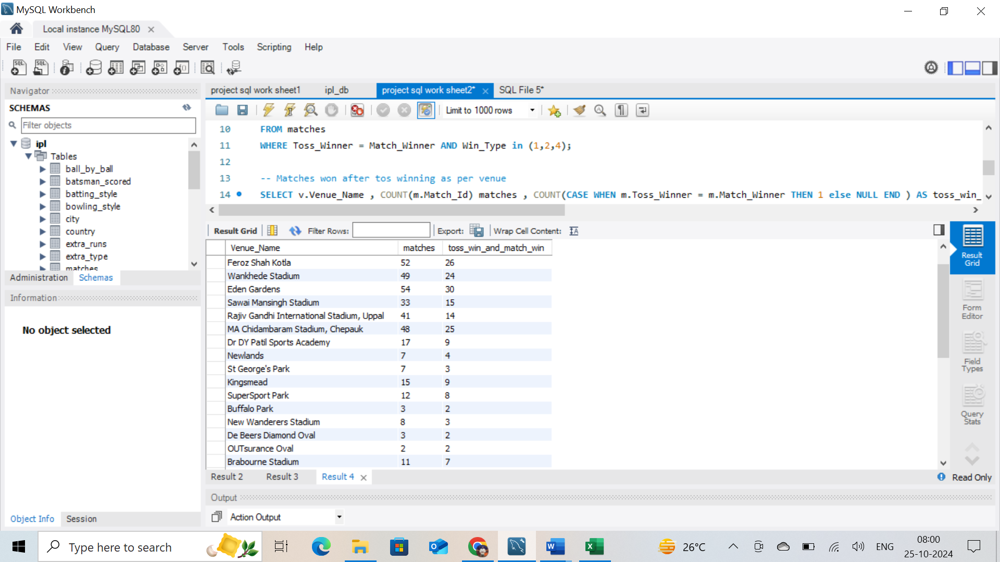 MySQL Workbench
Local instance MySQL80
File Edit View Query Database Server Tools Scripting Help
Navigator
SCHEMAS
Filter objects
ipl
Tables
ball_by_ball
batsman_scored
batting_style
bowling_style
city
country
extra_runs
extra_type
matches
Administration Schemas
Information
No object selected
Object Info Session
project sql work sheet1 ipl_db project sql work sheet2* SQL File 5*
Limit to 1000 rows
10 FROM matches
11 WHERE Toss_Winner = Match_Winner AND Win_Type in (1,2,4);
12
13 -- Matches won after tos winning as per venue
14 SELECT v.Venue_Name , COUNT(m.Match_Id) matches , COUNT(CASE WHEN m.Toss_Winner = m.Match_Winner THEN 1 else NULL END ) AS toss_win_
Result Grid Filter Rows: Export: Wrap Cell Content:
Venue_Name matches toss_win_and_match_win
Feroz Shah Kotla 52 26
Wankhede Stadium 49 24
Eden Gardens 54 30
Sawai Mansingh Stadium 33 15
Rajiv Gandhi International Stadium, Uppal 41 14
MA Chidambaram Stadium, Chepauk 48 25
Dr DY Patil Sports Academy 17 9
Newlands 7 4
St George's Park 7 3
Kingsmead 15 9
SuperSport Park 12 8
Buffalo Park 3 2
New Wanderers Stadium 8 3
De Beers Diamond Oval 3 2
OUTsurance Oval 2 2
Brabourne Stadium 11 7
Result Grid
Form Editor
Field Types
Query Stats
Result 2 Result 3 Result 4
Read Only
Output
Action Output
Type here to search
26°C
ENG
08:00
25-10-2024